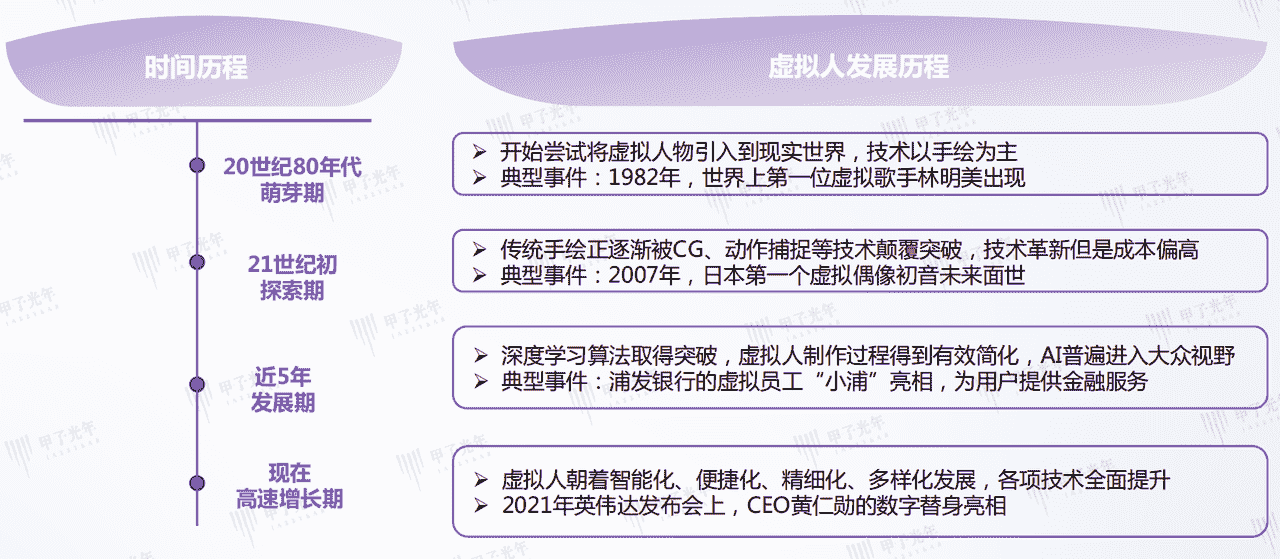 时间历程
虚拟人发展历程
20世纪80年代
萌芽期
➢ 开始尝试将虚拟人物引入到现实世界，技术以手绘为主
➢ 典型事件：1982年，世界上第一位虚拟歌手林明美出现
21世纪初
探索期
➢ 传统手绘正逐渐被CG、动作捕捉等技术颠覆突破，技术革新但是成本偏高
➢ 典型事件：2007年，日本第一个虚拟偶像初音未来面世
近5年
发展期
➢ 深度学习算法取得突破，虚拟人制作过程得到有效简化，AI普遍进入大众视野
➢ 典型事件：浦发银行的虚拟员工“小浦”亮相，为用户提供金融服务
现在
高速增长期
➢ 虚拟人朝着智能化、便捷化、精细化、多样化发展，各项技术全面提升
➢ 2021年英伟达发布会上，CEO黄仁勋的数字替身亮相
甲子光年
JAZZYEAR